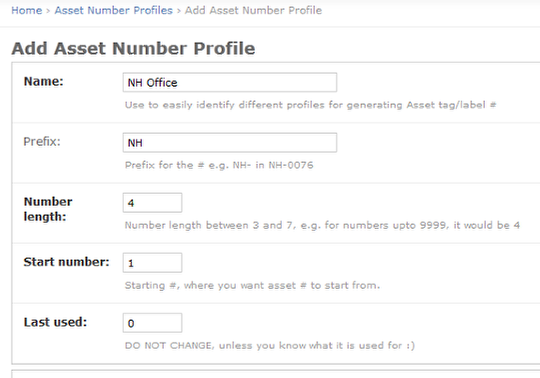 Home › Asset Number Profiles › Add Asset Number Profile
Add Asset Number Profile
Name:
NH Office
Use to easily identify different profiles for generating Asset tag/label #
Prefix:
NH
Prefix for the # e.g. NH- in NH-0076
Number
length:
4
Number length between 3 and 7, e.g. for numbers upto 9999, it would be 4
Start number:
1
Starting #, where you want asset # to start from.
Last used:
0
DO NOT CHANGE, unless you know what it is used for :)